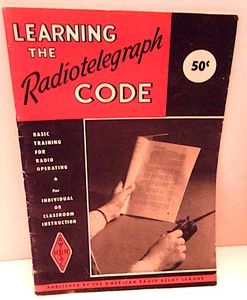 LEARNING
THE
Radiotelegraph
CODE
50¢
BASIC
TRAINING
FOR
RADIO
OPERATING
★
For
INDIVIDUAL
OR
CLASSROOM
INSTRUCTION
PUBLISHED BY THE AMERICAN RADIO RELAY LEAGUE